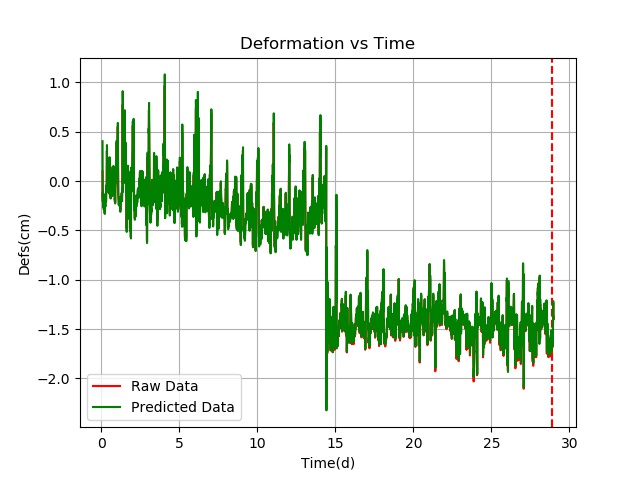 Deformation vs Time
1.0
0.5
0.0
−0.5
−1.0
−1.5
−2.0
Defs(cm)
Raw Data
Predicted Data
0 5 10 15 20 25 30
Time(d)